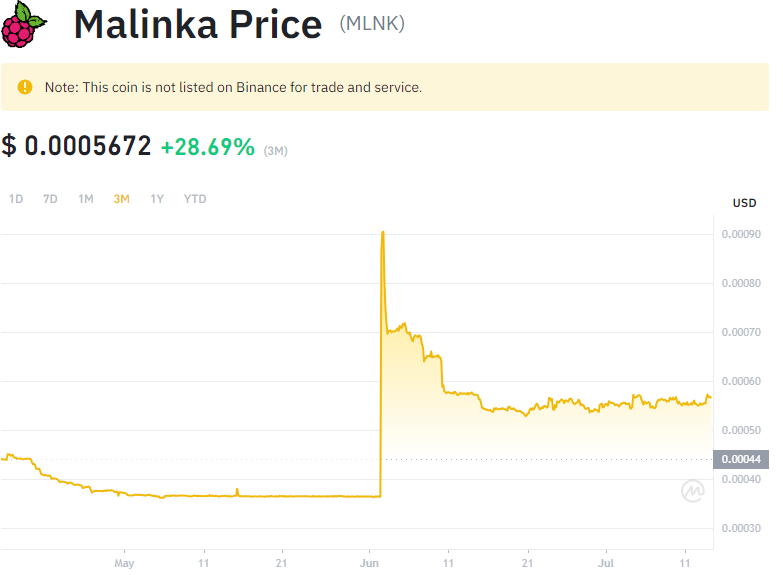 Malinka Price (MLNK)
Note: This coin is not listed on Binance for trade and service.
$ 0.0005672 +28.69% (3M)
1D 7D 1M 3M 1Y YTD
USD
0.00090
0.00080
0.00070
0.00060
0.00050
0.00044
0.00040
0.00030
May 11 21 Jun 11 21 Jul 11